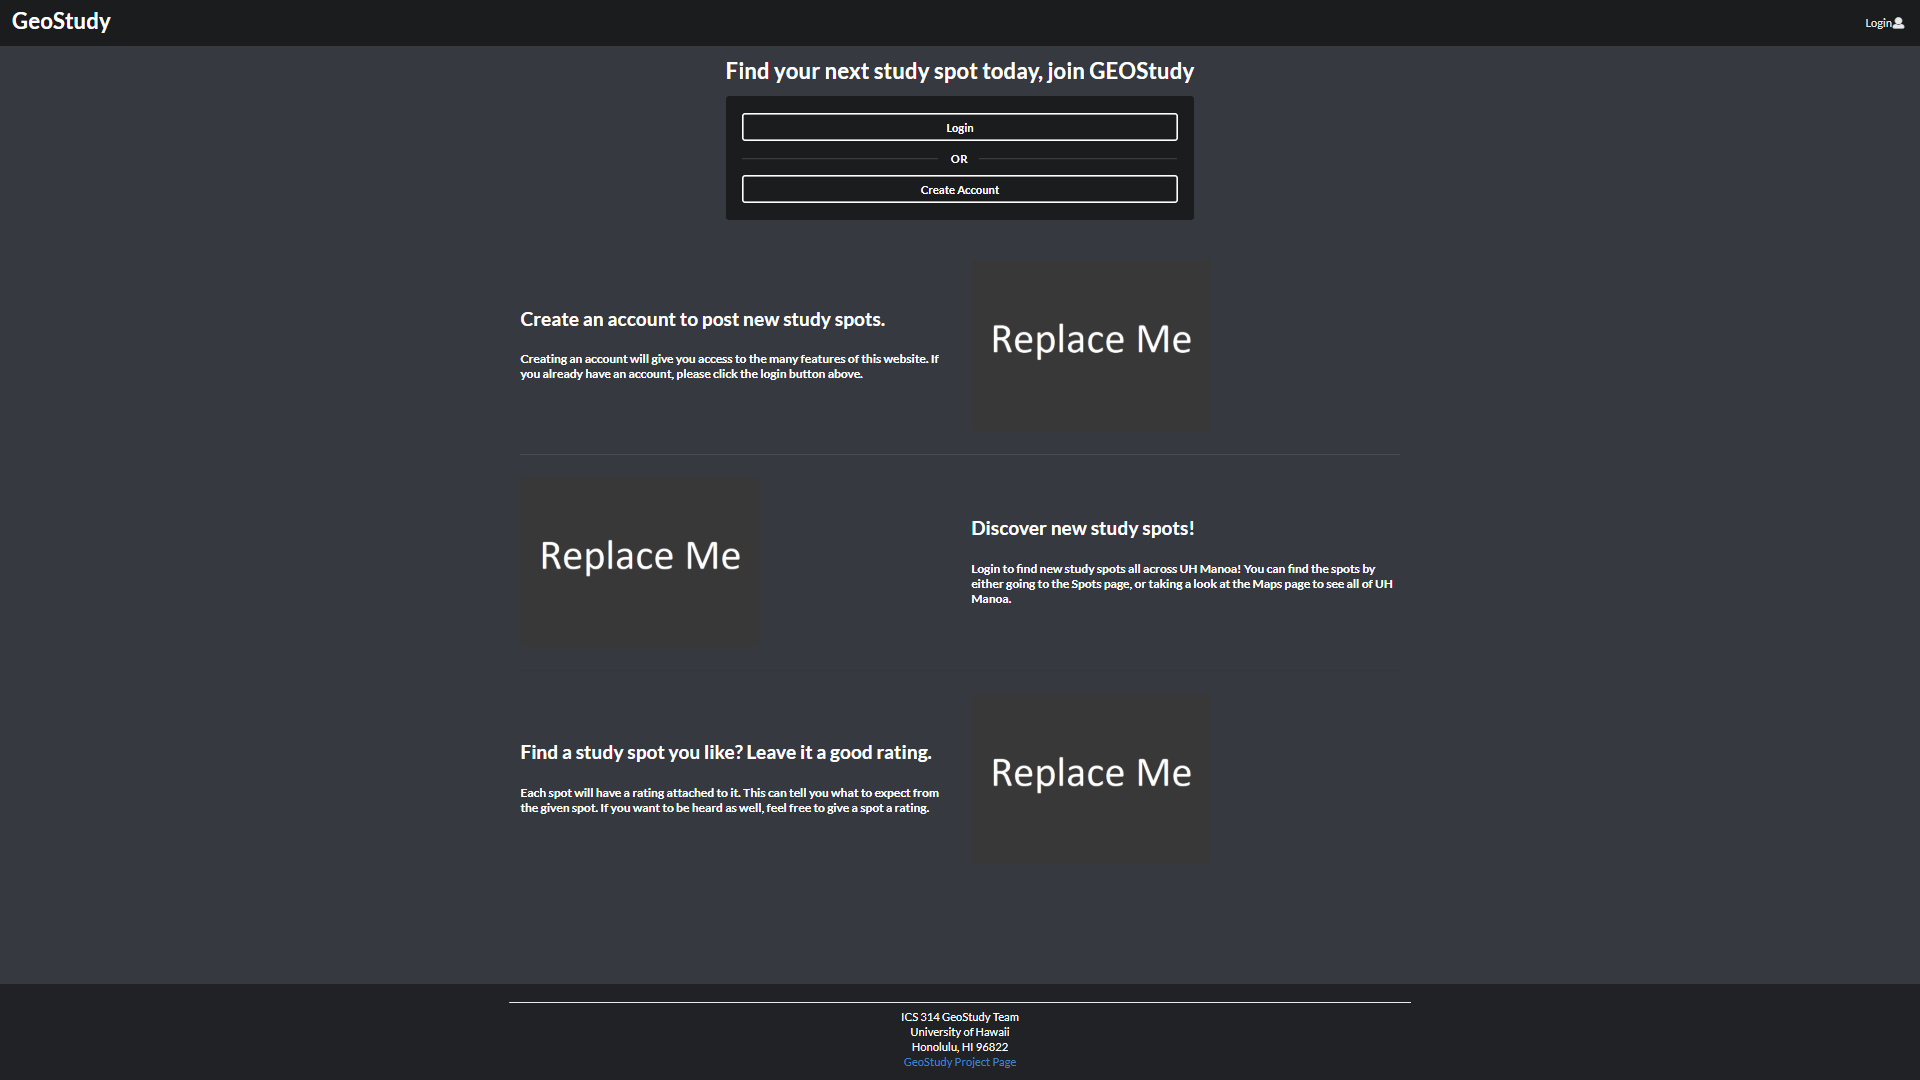 GeoStudy
Login
Find your next study spot today, join GEOStudy
Login
OR
Create Account
Create an account to post new study spots.
Creating an account will give you access to the many features of this website. If
you already have an account, please click the login button above.
Replace Me
Replace Me
Discover new study spots!
Login to find new study spots all across UH Manoa! You can find the spots by
either going to the Spots page, or taking a look at the Maps page to see all of UH
Manoa.
Find a study spot you like? Leave it a good rating.
Each spot will have a rating attached to it. This can tell you what to expect from
the given spot. If you want to be heard as well, feel free to give a spot a rating.
Replace Me
ICS 314 GeoStudy Team
University of Hawaii
Honolulu, HI 96822
GeoStudy Project Page